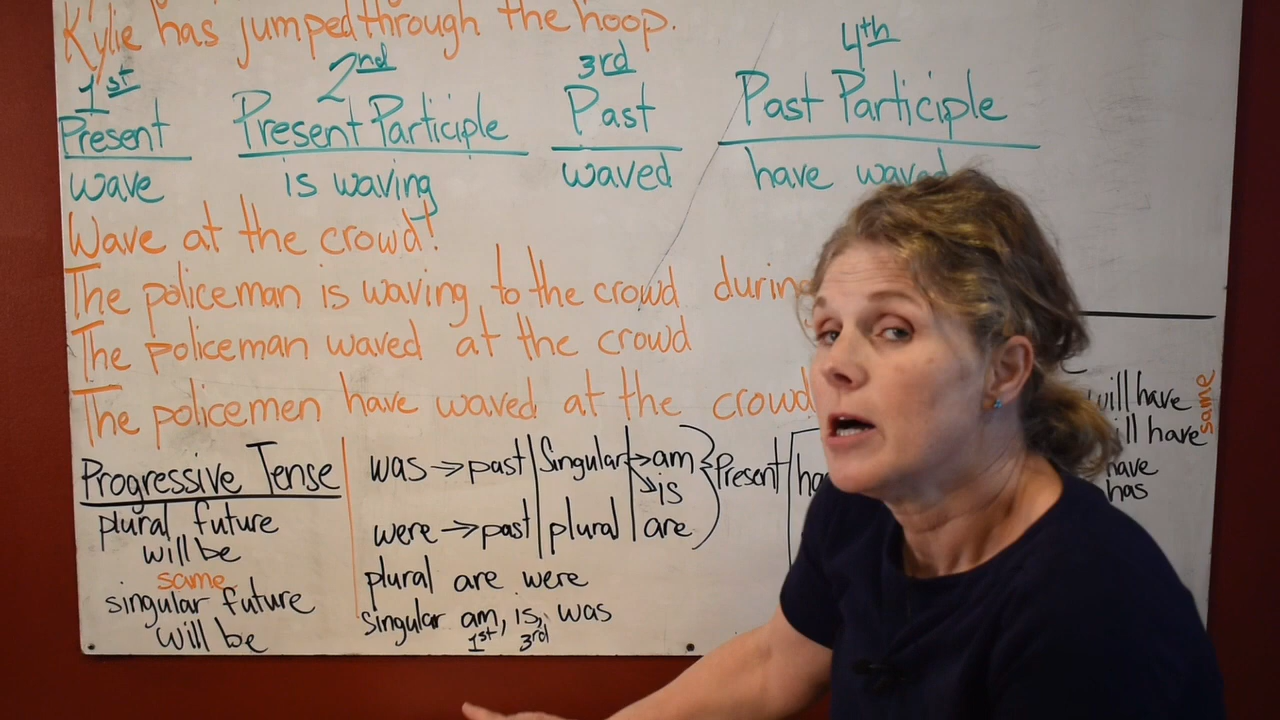 Kylie has jumped through the hoop.
1st 2nd 3rd 4th
Present Present Participle Past Past Participle
wave is waving waved have waved
Wave at the crowd!
The policeman is waving to the crowd during
The policeman waved at the crowd
The policemen have waved at the crowd
Progressive Tense
plural future
will be
same
singular future
will be
was → past Singular → am
is
Present
were → past plural are
plural are were
singular am, is, was
1st 3rd
will have
will have
same
have
has